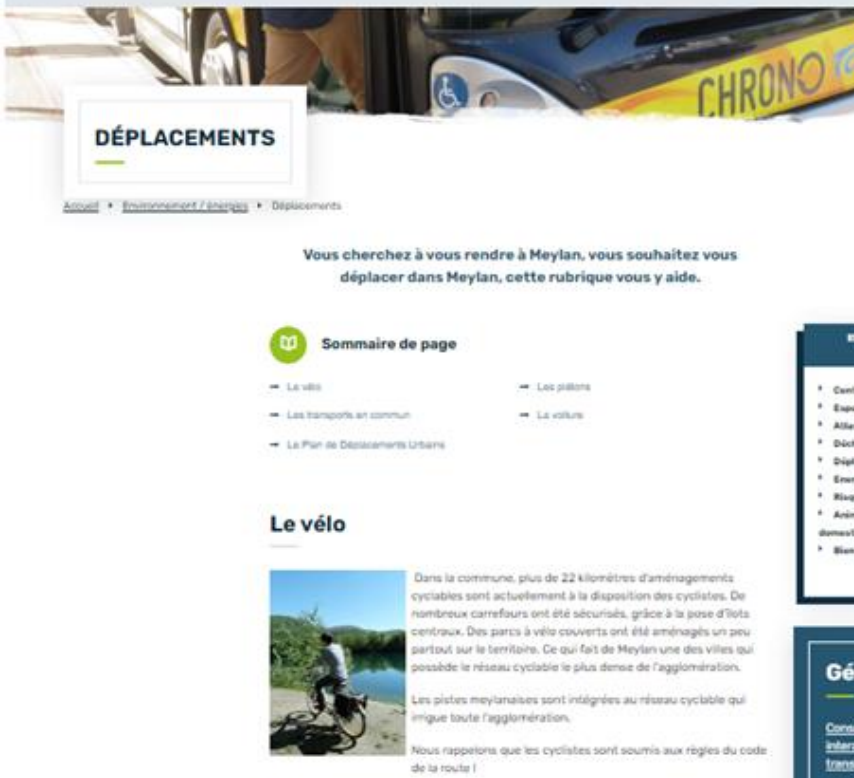 CHRONO
DÉPLACEMENTS
Accueil Environnement / énergies Déplacements
Vous cherchez à vous rendre à Meylan, vous souhaitez vous
déplacer dans Meylan, cette rubrique vous y aide.
Sommaire de page
Le vélo
Les piétons
Les transports en commun
La voiture
Le Plan de Déplacements Urbains
Le vélo
Dans la commune, plus de 22 kilomètres d'aménagements
cyclables sont actuellement à la disposition des cyclistes. De
nombreux carrefours ont été sécurisés, grâce à la pose d'îlots
centraux. Des parcs à vélo couverts ont été aménagés un peu
partout sur le territoire. Ce qui fait de Meylan une des villes qui
possède le réseau cyclable le plus dense de l'agglomération.
Les pistes meylanaises sont intégrées au réseau cyclable qui
irrigue toute l'agglomération.
Nous rappelons que les cyclistes sont soumis aux règles du code
de la route !